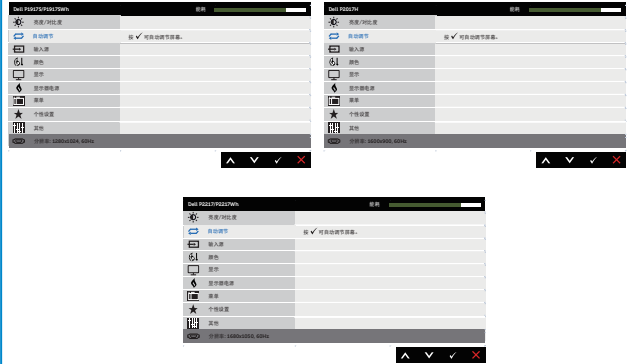 Dell P1917S/P1917SWh 能耗
亮度/对比度
自动调节 按 ✓ 可自动调节屏幕。
输入源
颜色
显示
显示器电源
菜单
个性设置
其他
分辨率: 1280x1024, 60Hz
Dell P2017H 能耗
亮度/对比度
自动调节 按 ✓ 可自动调节屏幕。
输入源
颜色
显示
显示器电源
菜单
个性设置
其他
分辨率: 1600x900, 60Hz
Dell P2217/P2217Wh 能耗
亮度/对比度
自动调节 按 ✓ 可自动调节屏幕。
输入源
颜色
显示
显示器电源
菜单
个性设置
其他
分辨率: 1680x1050, 60Hz